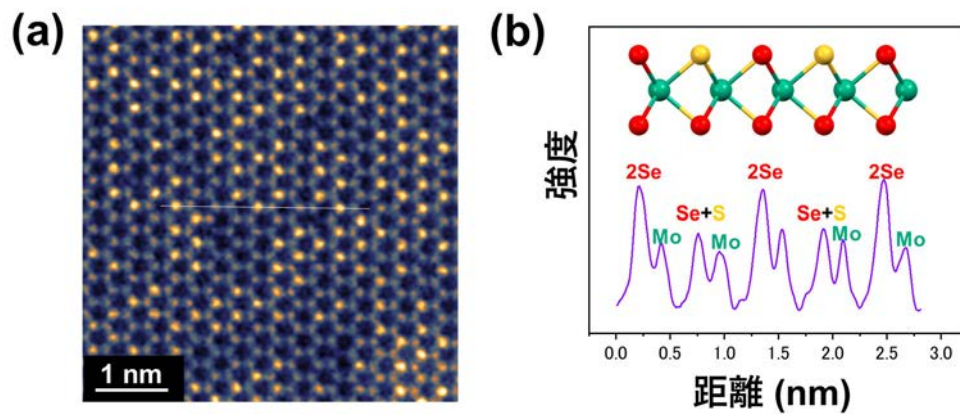 (a)
1 nm
(b)
強度
2Se
Mo
Se+S
Mo
2Se
Se+S
Mo
2Se
Mo
0.0 0.5 1.0 1.5 2.0 2.5 3.0
距離 (nm)